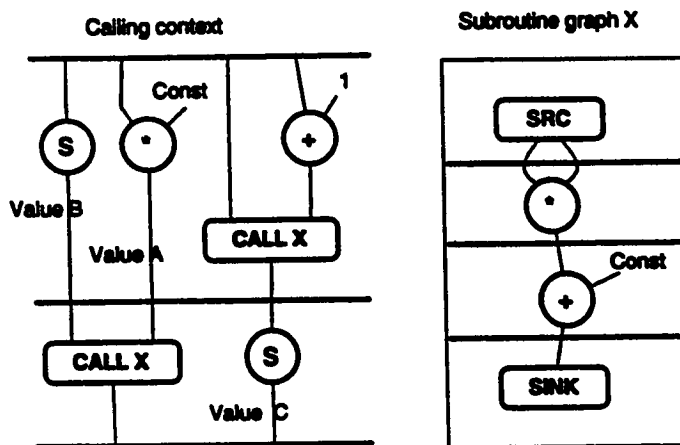 Calling context
Subroutine graph X
Const
1
SRC
S
*
+
Value B
*
CALL X
Value A
Const
+
S
CALL X
SINK
Value C